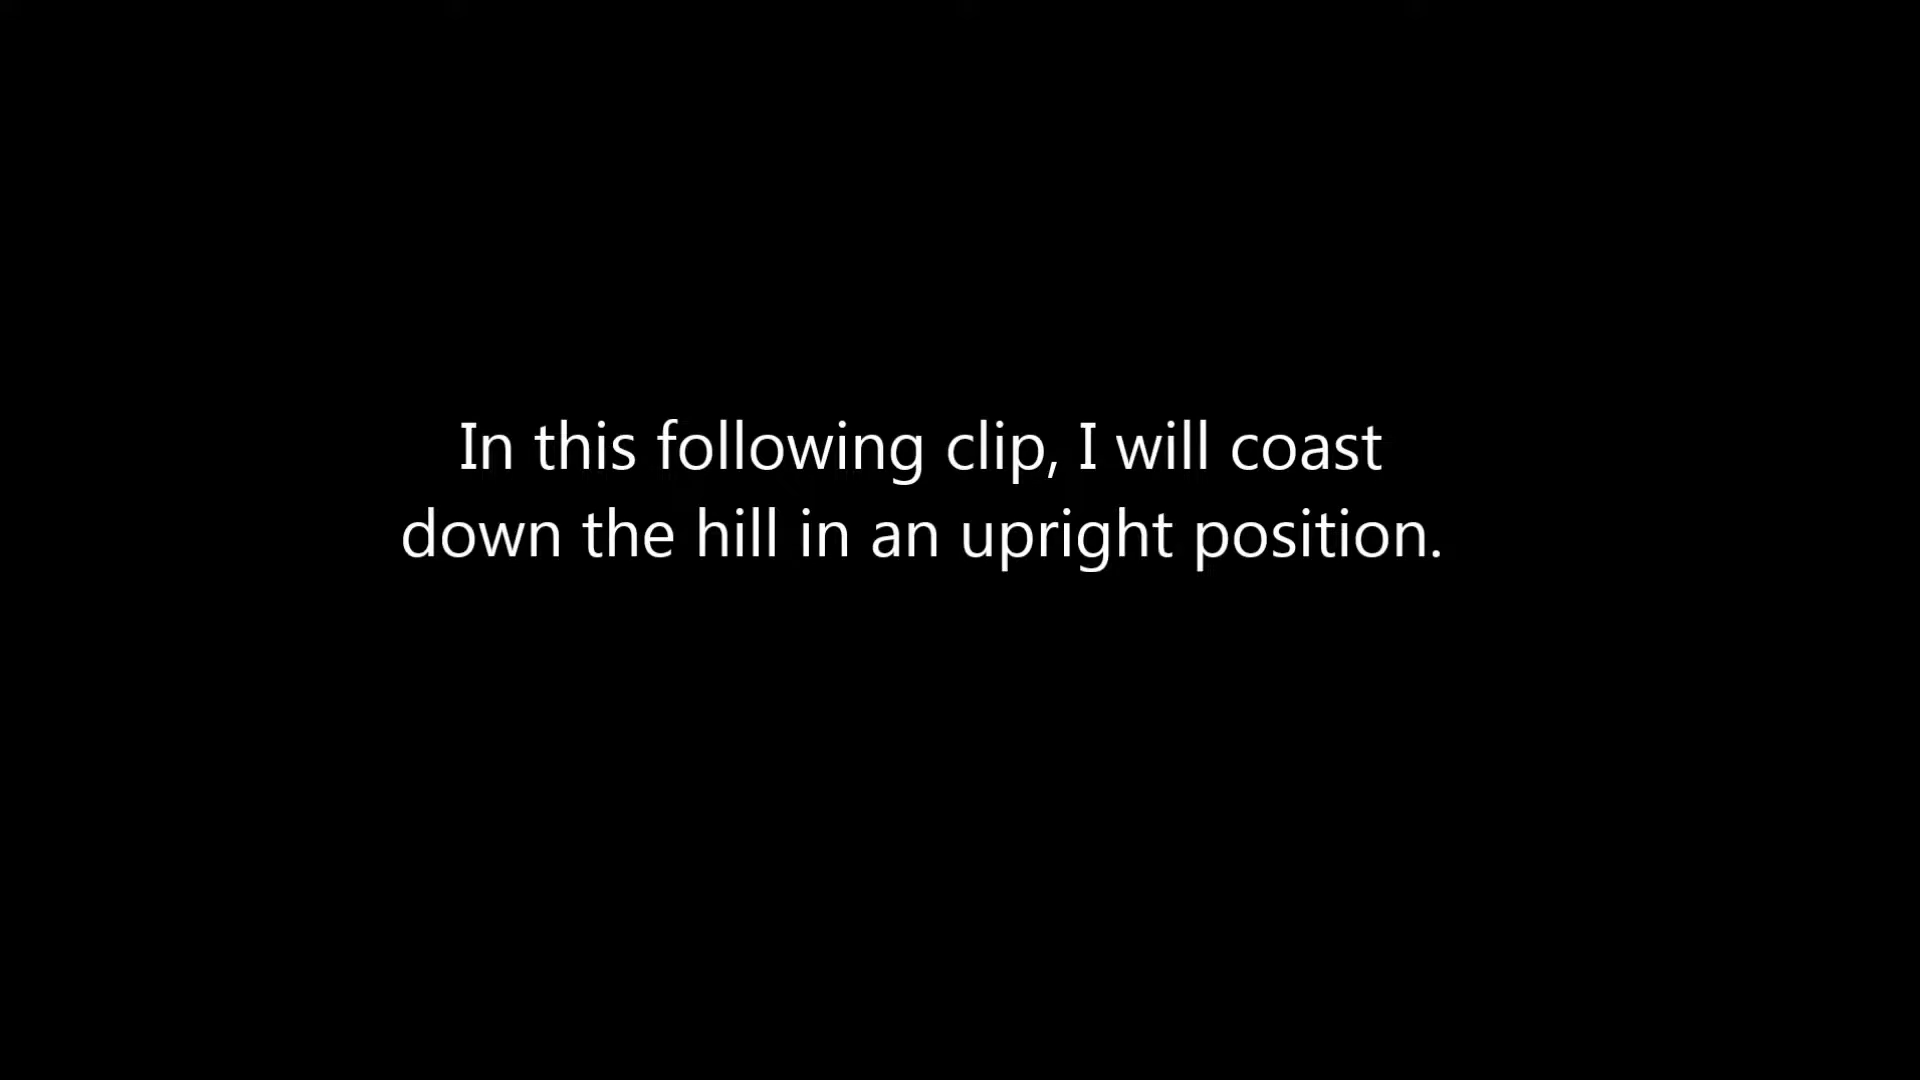 In this following clip, I will coast
down the hill in an upright position.